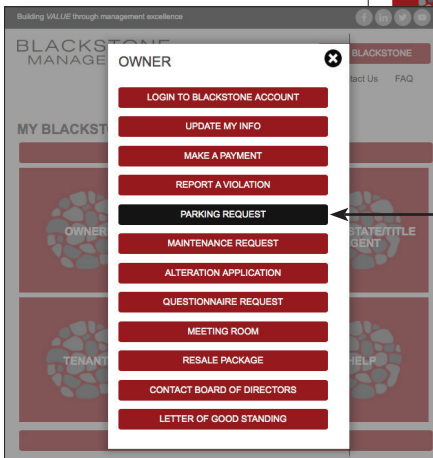 Building VALUE through management excellence
BLACKSTONE
MANAGE
BLACKSTONE
tact Us FAQ
MY BLACKST
OWNER
OWNER
LOGIN TO BLACKSTONE ACCOUNT
UPDATE MY INFO
MAKE A PAYMENT
REPORT A VIOLATION
PARKING REQUEST
MAINTENANCE REQUEST
ALTERATION APPLICATION
QUESTIONNAIRE REQUEST
MEETING ROOM
RESALE PACKAGE
CONTACT BOARD OF DIRECTORS
LETTER OF GOOD STANDING
STATE/TITLE
GENT
TENANT
HELP